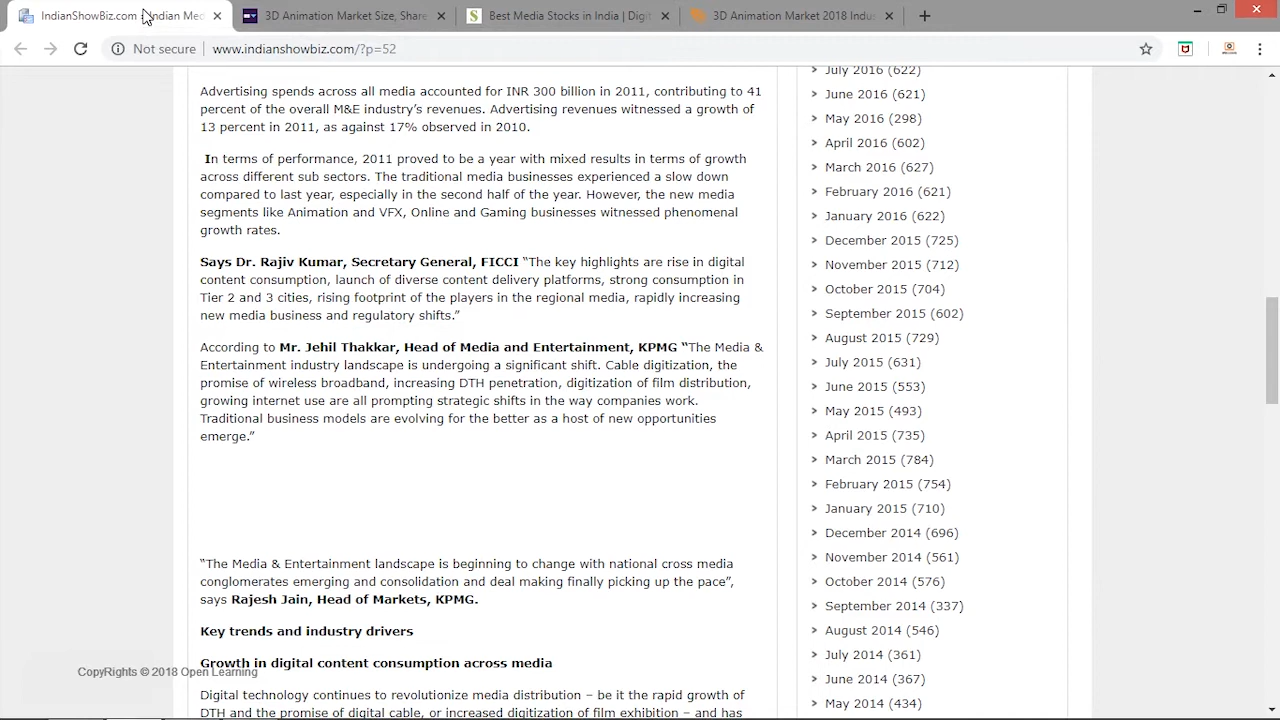 IndianShowBiz.com | Indian Med
3D Animation Market Size, Share
Best Media Stocks in India | Digit
3D Animation Market 2018 Indus
Not secure
www.indianshowbiz.com/?p=52
Advertising spends across all media accounted for INR 300 billion in 2011, contributing to 41
percent of the overall M&E industry's revenues. Advertising revenues witnessed a growth of
13 percent in 2011, as against 17% observed in 2010.
In terms of performance, 2011 proved to be a year with mixed results in terms of growth
across different sub sectors. The traditional media businesses experienced a slow down
compared to last year, especially in the second half of the year. However, the new media
segments like Animation and VFX, Online and Gaming businesses witnessed phenomenal
growth rates.
Says Dr. Rajiv Kumar, Secretary General, FICCI “The key highlights are rise in digital
content consumption, launch of diverse content delivery platforms, strong consumption in
Tier 2 and 3 cities, rising footprint of the players in the regional media, rapidly increasing
new media business and regulatory shifts.”
According to Mr. Jehil Thakkar, Head of Media and Entertainment, KPMG “The Media &
Entertainment industry landscape is undergoing a significant shift. Cable digitization, the
promise of wireless broadband, increasing DTH penetration, digitization of film distribution,
growing internet use are all prompting strategic shifts in the way companies work.
Traditional business models are evolving for the better as a host of new opportunities
emerge.”
“The Media & Entertainment landscape is beginning to change with national cross media
conglomerates emerging and consolidation and deal making finally picking up the pace”,
says Rajesh Jain, Head of Markets, KPMG.
Key trends and industry drivers
Growth in digital content consumption across media
CopyRights © 2018 Open Learning
Digital technology continues to revolutionize media distribution – be it the rapid growth of
DTH and the promise of digital cable, or increased digitization of film exhibition – and has
July 2016 (622)
June 2016 (621)
May 2016 (298)
April 2016 (602)
March 2016 (627)
February 2016 (621)
January 2016 (622)
December 2015 (725)
November 2015 (712)
October 2015 (704)
September 2015 (602)
August 2015 (729)
July 2015 (631)
June 2015 (553)
May 2015 (493)
April 2015 (735)
March 2015 (784)
February 2015 (754)
January 2015 (710)
December 2014 (696)
November 2014 (561)
October 2014 (576)
September 2014 (337)
August 2014 (546)
July 2014 (361)
June 2014 (367)
May 2014 (434)